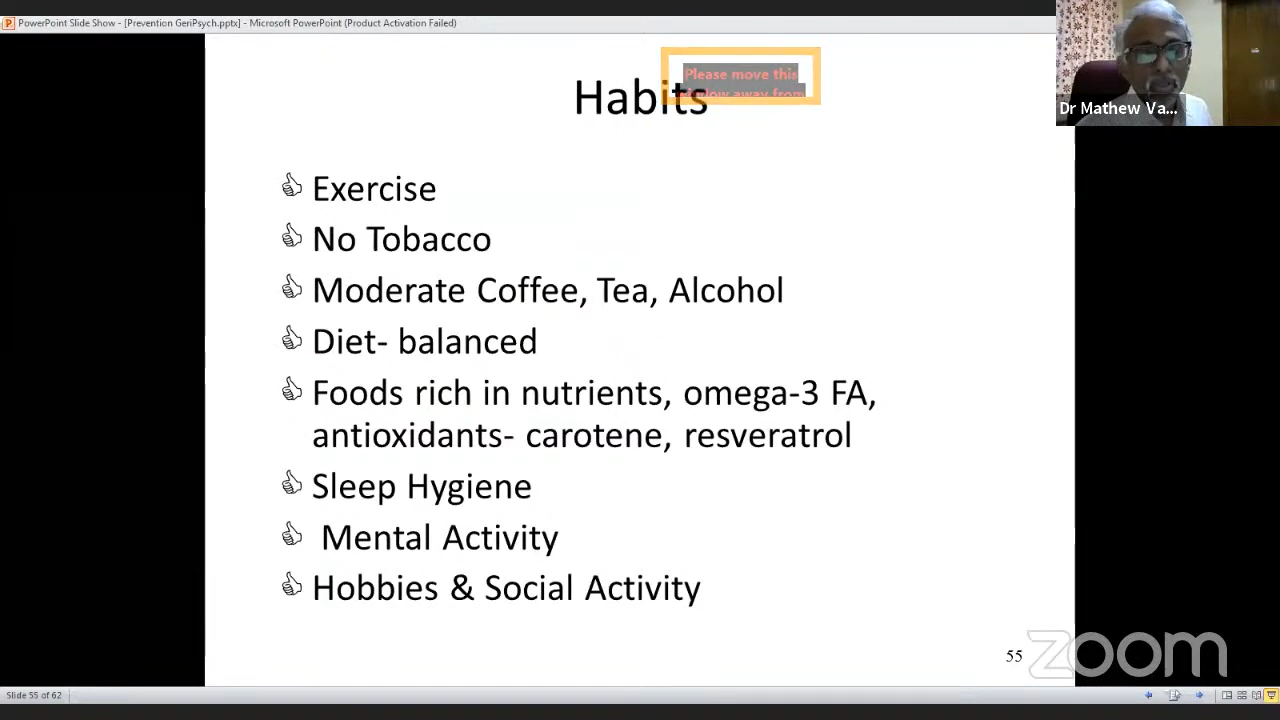 PowerPoint Slide Show - [Prevention GeriPsych.pptx] - Microsoft PowerPoint (Product Activation Failed)
Please move this
away from
Habits
Dr Mathew Va...
Exercise
No Tobacco
Moderate Coffee, Tea, Alcohol
Diet- balanced
Foods rich in nutrients, omega-3 FA,
antioxidants- carotene, resveratrol
Sleep Hygiene
Mental Activity
Hobbies & Social Activity
55
zoom
Slide 55 of 62